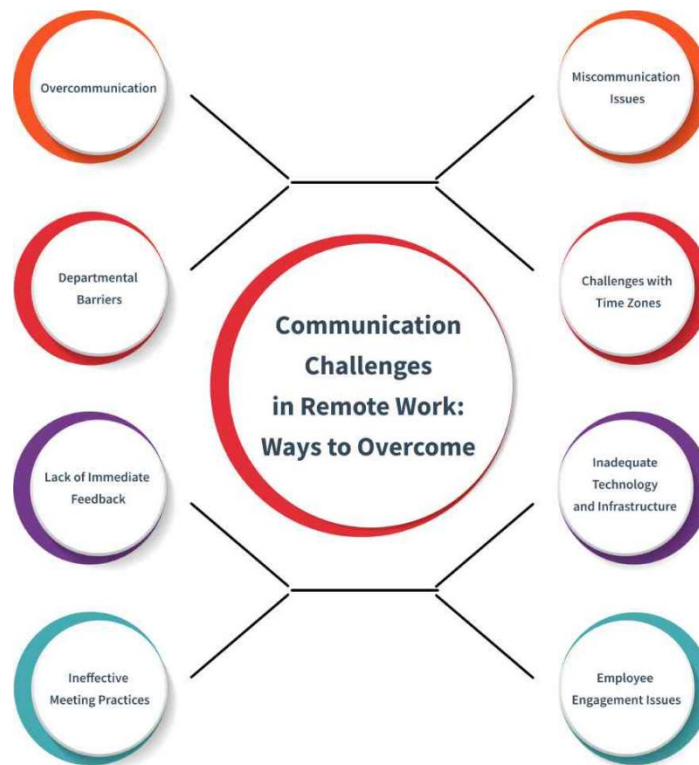 Overcommunication
Miscommunication
Issues
Departmental
Barriers
Challenges with
Time Zones
Communication
Challenges
in Remote Work:
Ways to Overcome
Lack of Immediate
Feedback
Inadequate
Technology
and Infrastructure
Ineffective
Meeting Practices
Employee
Engagement Issues